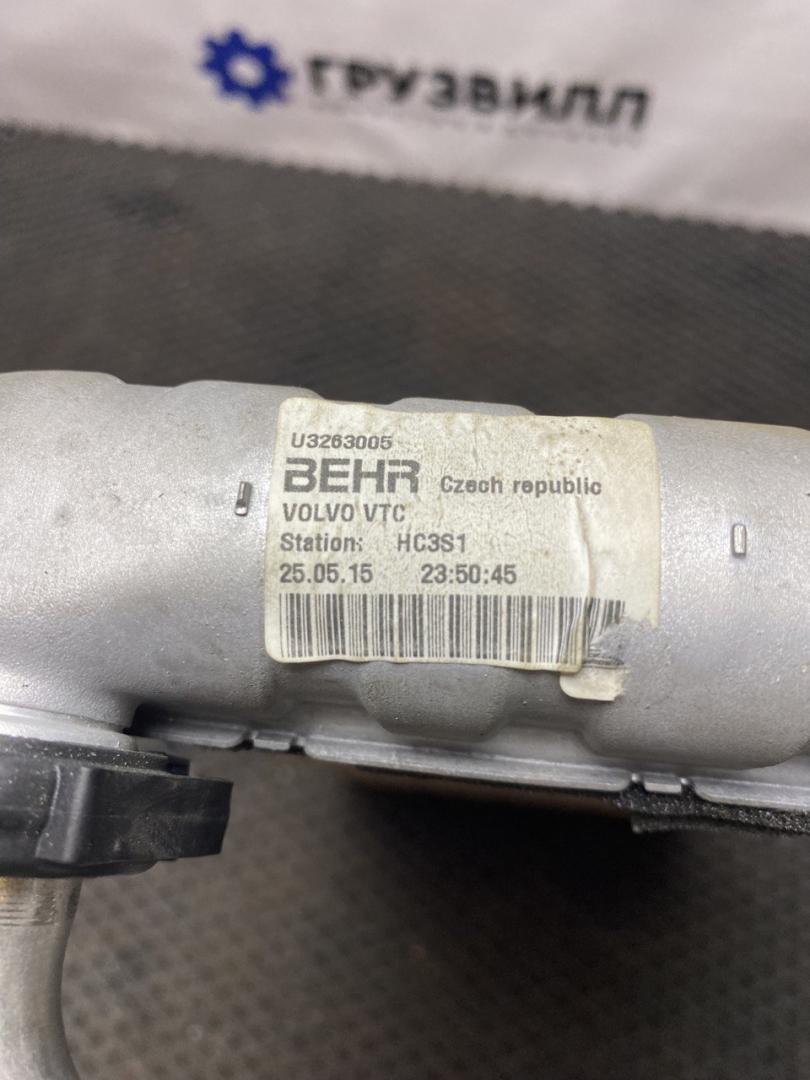 ГРУЗВИЛЛ
U3263005
BEHR Czech republic
VOLVO VTC
Station: HC3S1
25.05.15 23:50:45